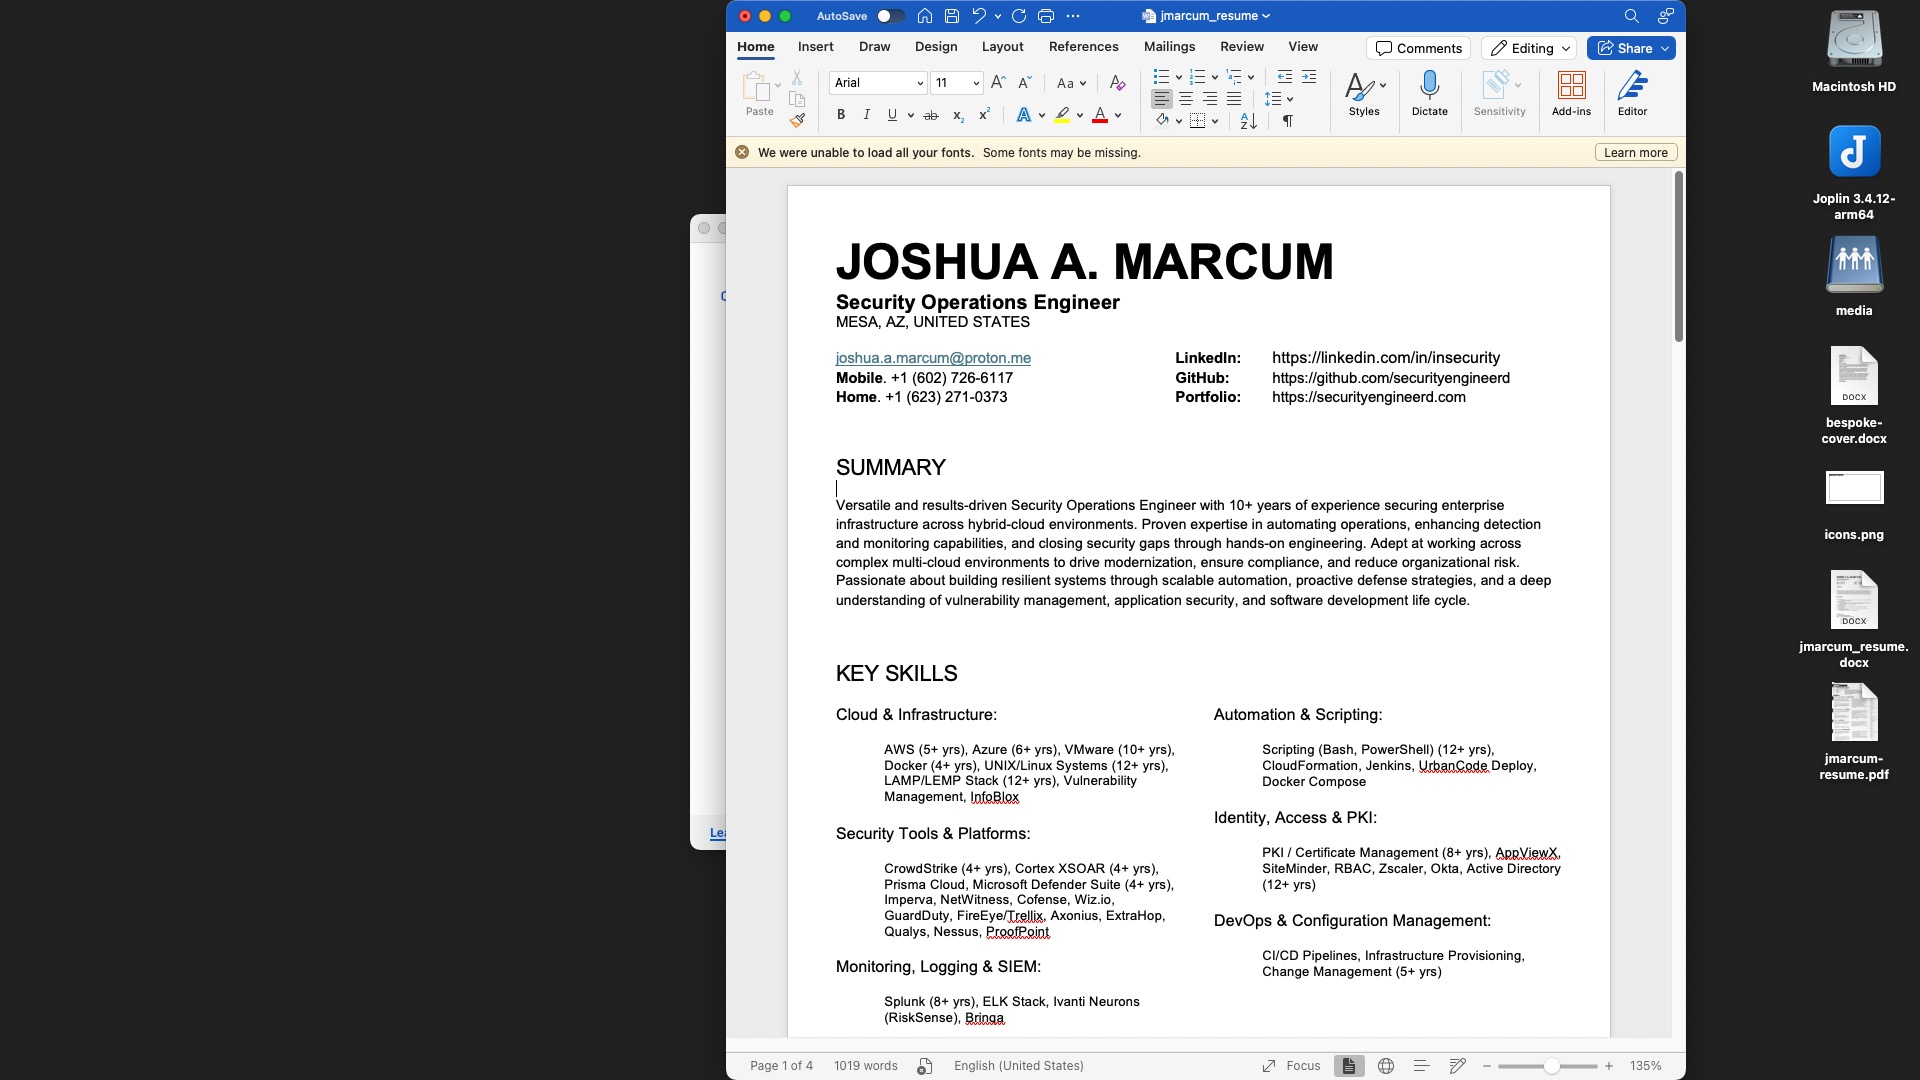 AutoSave
jmarcum_resume
Home Insert Draw Design Layout References Mailings Review View Comments Editing Share
Paste
Arial 11
Aa
B I U ab x₂ x² A A
Styles
Dictate
Sensitivity
Add-ins
Editor
We were unable to load all your fonts. Some fonts may be missing. Learn more
JOSHUA A. MARCUM
Security Operations Engineer
MESA, AZ, UNITED STATES
joshua.a.marcum@proton.me
Mobile. +1 (602) 726-6117
Home. +1 (623) 271-0373
LinkedIn: https://linkedin.com/in/insecurity
GitHub: https://github.com/securityengineerd
Portfolio: https://securityengineerd.com
SUMMARY
Versatile and results-driven Security Operations Engineer with 10+ years of experience securing enterprise
infrastructure across hybrid-cloud environments. Proven expertise in automating operations, enhancing detection
and monitoring capabilities, and closing security gaps through hands-on engineering. Adept at working across
complex multi-cloud environments to drive modernization, ensure compliance, and reduce organizational risk.
Passionate about building resilient systems through scalable automation, proactive defense strategies, and a deep
understanding of vulnerability management, application security, and software development life cycle.
KEY SKILLS
Cloud & Infrastructure:
AWS (5+ yrs), Azure (6+ yrs), VMware (10+ yrs),
Docker (4+ yrs), UNIX/Linux Systems (12+ yrs),
LAMP/LEMP Stack (12+ yrs), Vulnerability
Management, InfoBlox
Security Tools & Platforms:
CrowdStrike (4+ yrs), Cortex XSOAR (4+ yrs),
Prisma Cloud, Microsoft Defender Suite (4+ yrs),
Imperva, NetWitness, Cofense, Wiz.io,
GuardDuty, FireEye/Trellix, Axonius, ExtraHop,
Qualys, Nessus, ProofPoint
Monitoring, Logging & SIEM:
Splunk (8+ yrs), ELK Stack, Ivanti Neurons
(RiskSense), Bringa
Automation & Scripting:
Scripting (Bash, PowerShell) (12+ yrs),
CloudFormation, Jenkins, UrbanCode Deploy,
Docker Compose
Identity, Access & PKI:
PKI / Certificate Management (8+ yrs), AppViewX,
SiteMinder, RBAC, Zscaler, Okta, Active Directory
(12+ yrs)
DevOps & Configuration Management:
CI/CD Pipelines, Infrastructure Provisioning,
Change Management (5+ yrs)
Page 1 of 4 1019 words English (United States) Focus 135%
Lea
Macintosh HD
Joplin 3.4.12-
arm64
media
DOCX
bespoke-
cover.docx
icons.png
DOCX
jmarcum_resume.
docx
jmarcum-
resume.pdf